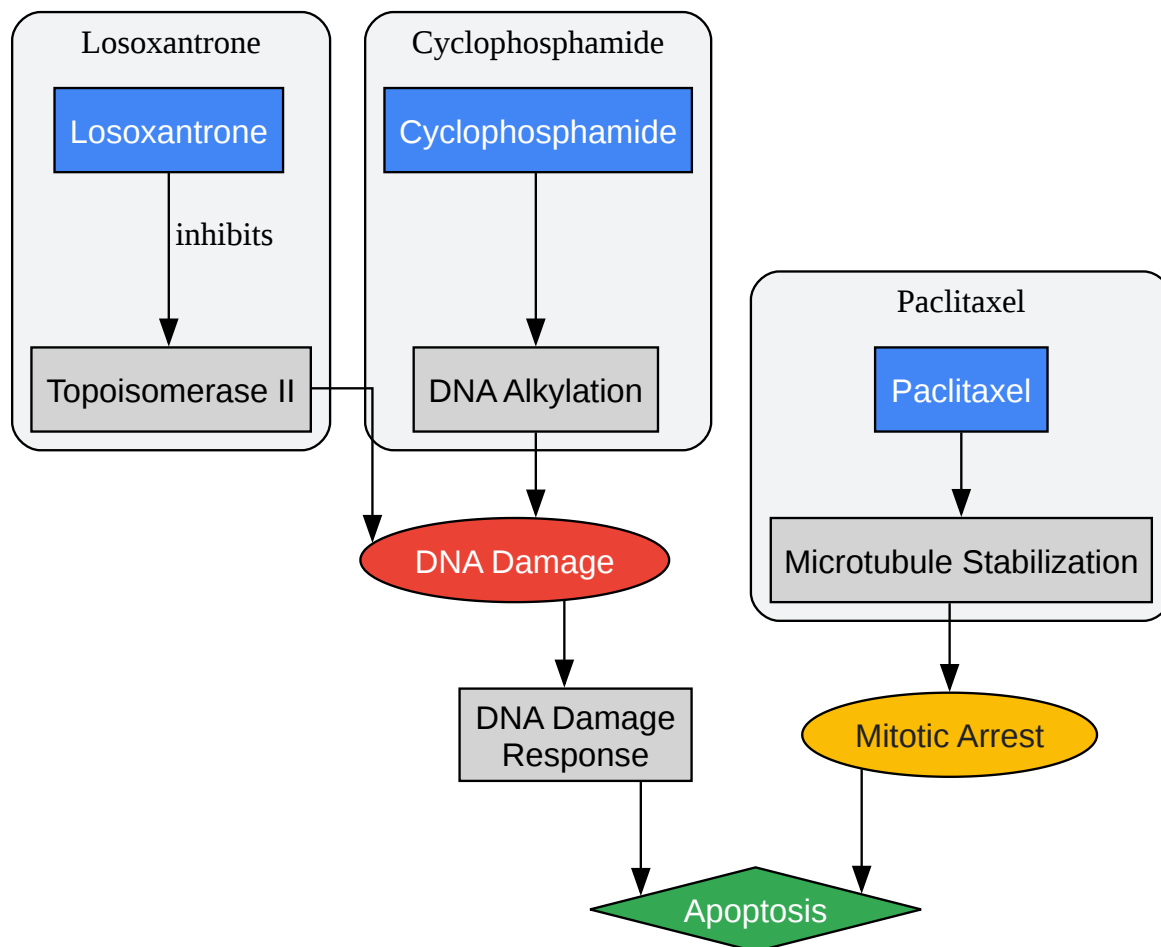 Losoxantrone
Cyclophosphamide
Losoxantrone
Cyclophosphamide
inhibits
Paclitaxel
Topoisomerase II
DNA Alkylation
Paclitaxel
DNA Damage
Microtubule Stabilization
DNA Damage
Response
Mitotic Arrest
Apoptosis